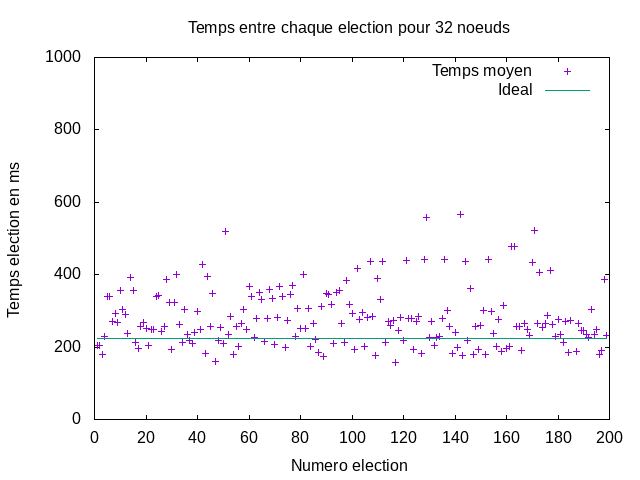 Temps entre chaque election pour 32 noeuds
Temps moyen
Ideal
1000
800
600
400
200
0
Temps election en ms
0 20 40 60 80 100 120 140 160 180 200
Numero election